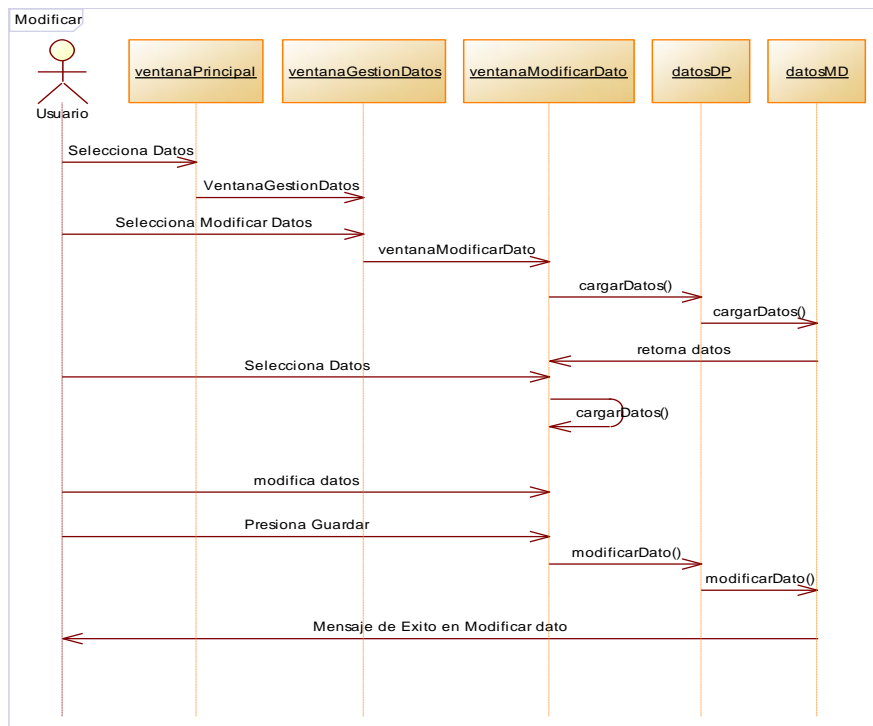 Modificar
Usuario
ventanaPrincipal
ventanaGestionDatos
ventanaModificarDato
datosDP
datosMD
Selecciona Datos
VentanaGestionDatos
Selecciona Modificar Datos
ventanaModificarDato
cargarDatos()
cargarDatos()
retorna datos
Selecciona Datos
cargarDatos()
modifica datos
Presiona Guardar
modificarDato()
modificarDato()
Mensaje de Exito en Modificar dato